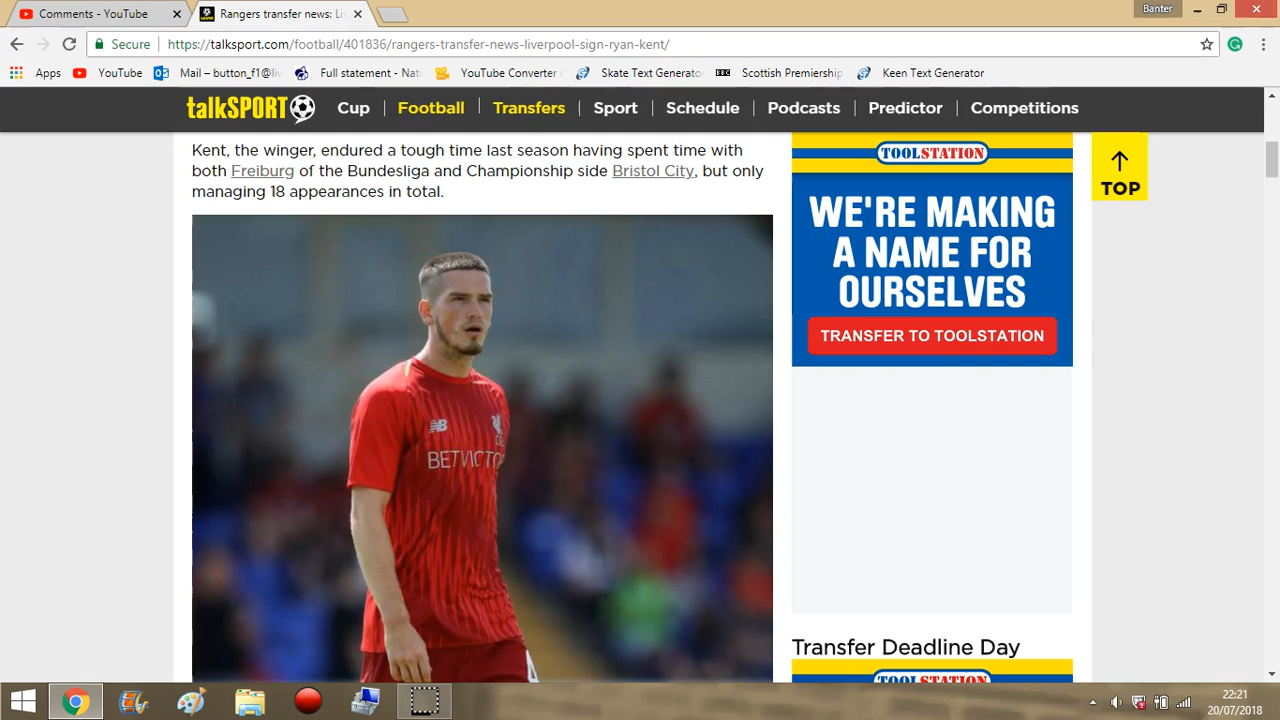 Comments - YouTube
Rangers transfer news: Li
Banter
Secure
https://talksport.com/football/401836/rangers-transfer-news-liverpool-sign-ryan-kent/
Apps
YouTube
Mail – button_f1@li
Full statement - Nat
YouTube Converter
Skate Text Generato
BBC
Scottish Premiership
Keen Text Generator
talkSPORT
Cup
Football
Transfers
Sport
Schedule
Podcasts
Predictor
Competitions
Kent, the winger, endured a tough time last season having spent time with
both Freiburg of the Bundesliga and Championship side Bristol City, but only
managing 18 appearances in total.
NB
BETVICTO
TOOLSTATION
WE'RE MAKING
A NAME FOR
OURSELVES
TRANSFER TO TOOLSTATION
TOP
Transfer Deadline Day
TOOLSTATION
22:21
20/07/2018